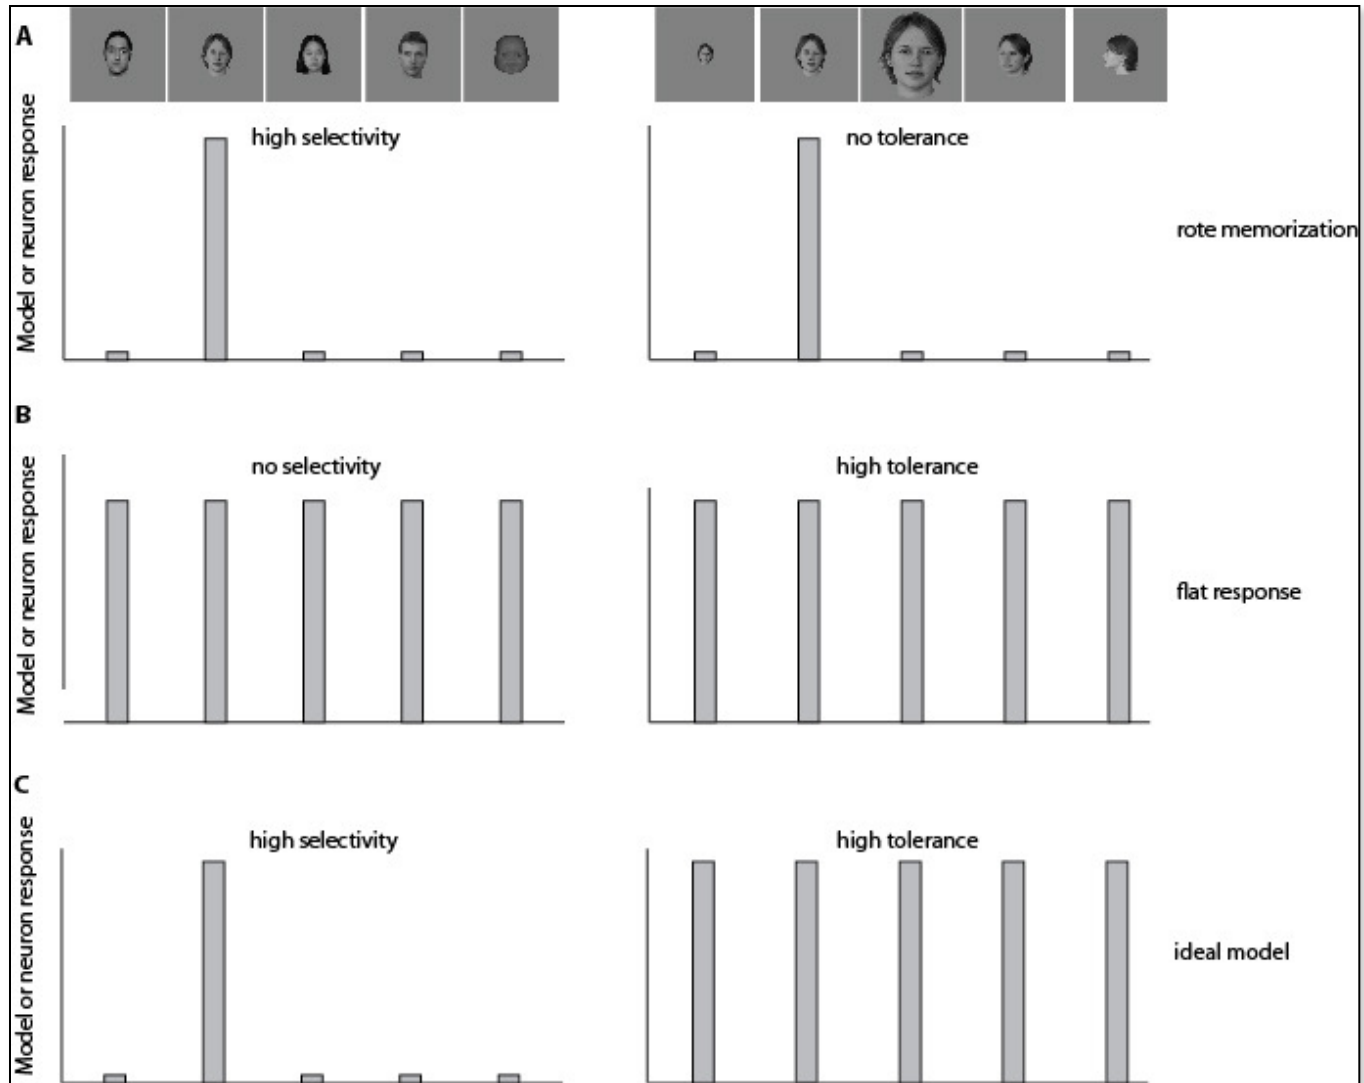 A
Model or neuron response
high selectivity
no tolerance
rote memorization
B
Model or neuron response
no selectivity
high tolerance
flat response
C
Model or neuron response
high selectivity
high tolerance
ideal model